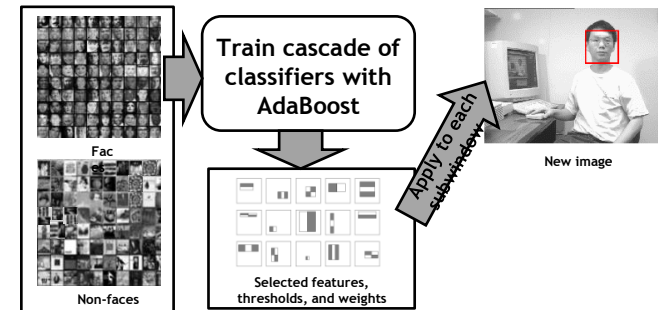 Fac
es
Non-faces
Train cascade of
classifiers with
AdaBoost
Selected features,
thresholds, and weights
Apply to each
subwindow
New image